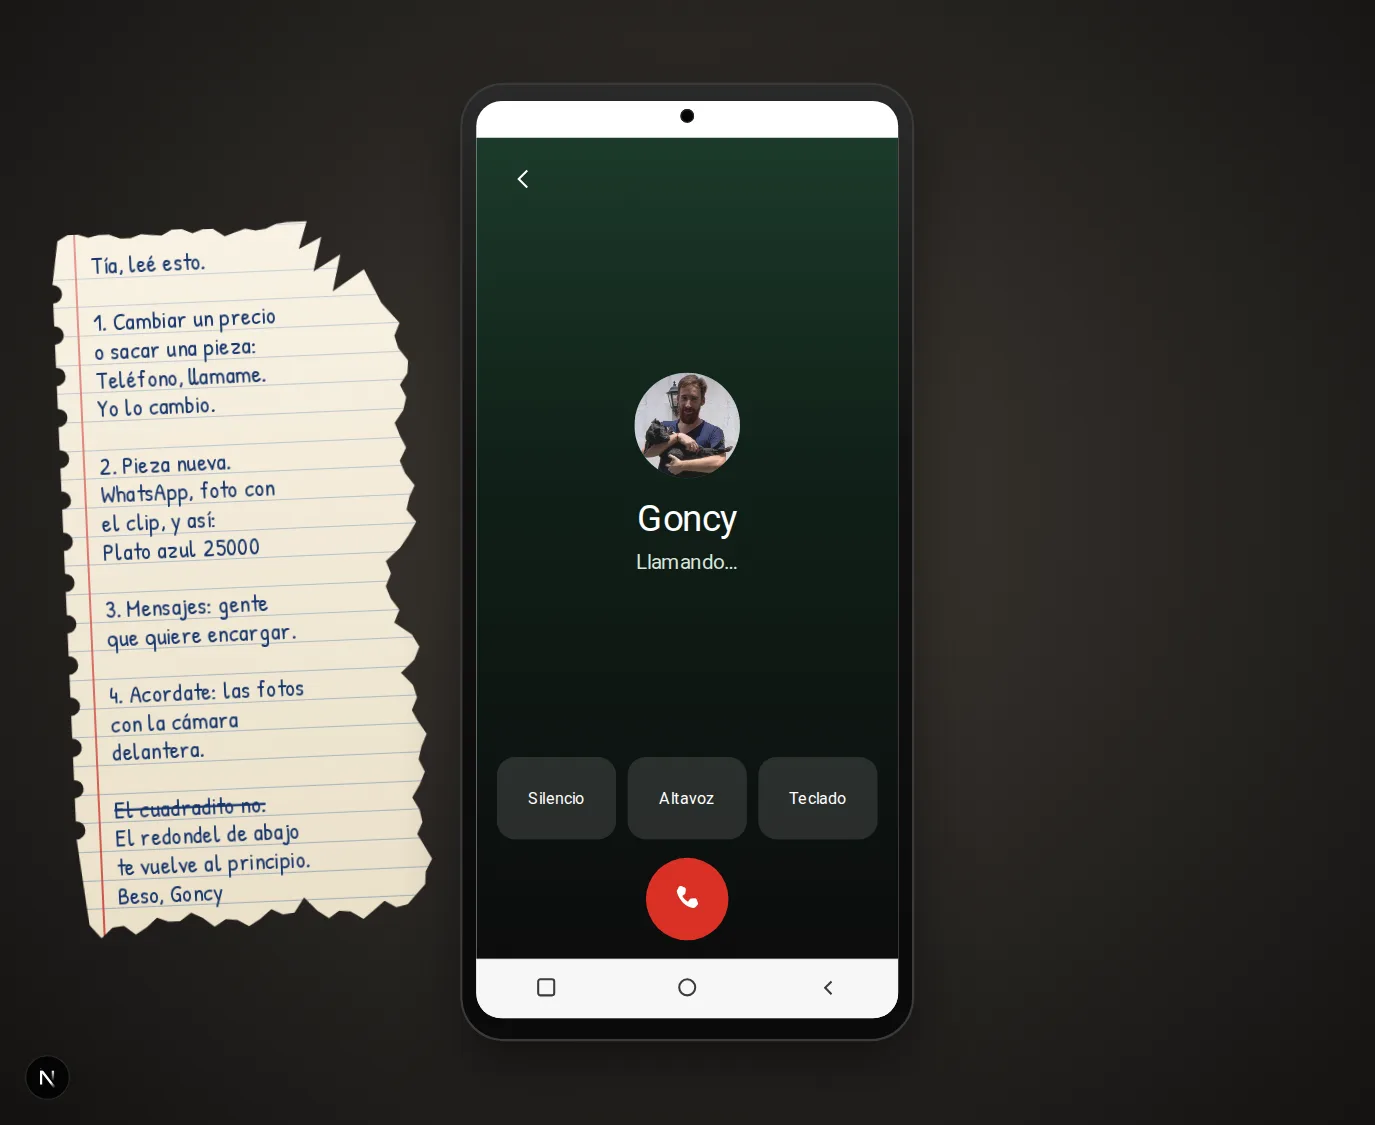 Tía, leé esto.
1. Cambiar un precio
o sacar una pieza:
Teléfono, llamame.
Yo lo cambio.
2. Pieza nueva.
WhatsApp, foto con
el clip, y así:
Plato azul 25000
3. Mensajes: gente
que quiere encargar.
4. Acordate: las fotos
con la cámara
delantera.
El cuadradito no.
El redondel de abajo
te vuelve al principio.
Beso, Goncy
Goncy
Llamando...
Silencio
Altavoz
Teclado
N